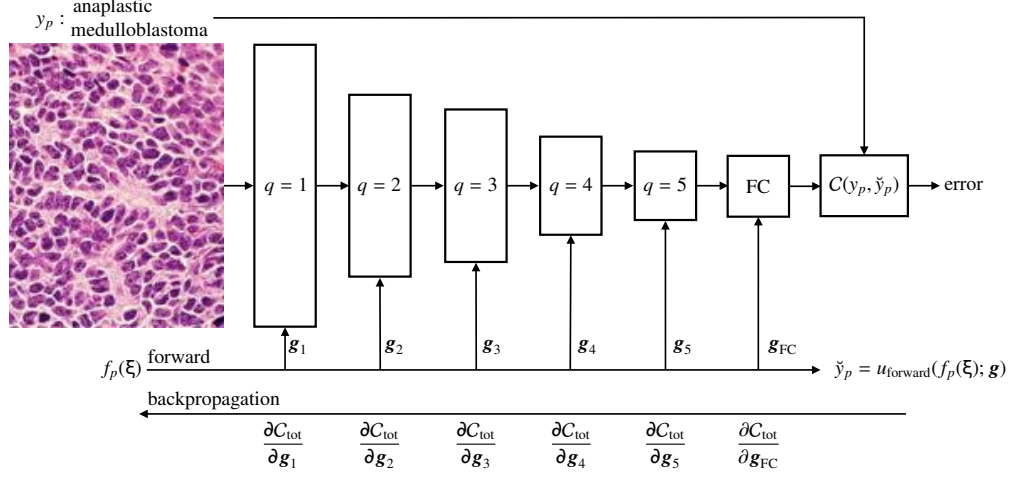 y_p : anaplastic
medulloblastoma
q = 1
q = 2
q = 3
q = 4
q = 5
FC
C(y_p, y̆_p)
error
g_1
g_2
g_3
g_4
g_5
g_FC
f_p(ξ)
forward
y̆_p = u_forward(f_p(ξ); g)
backpropagation
∂C_tot/∂g_1
∂C_tot/∂g_2
∂C_tot/∂g_3
∂C_tot/∂g_4
∂C_tot/∂g_5
∂C_tot/∂g_FC